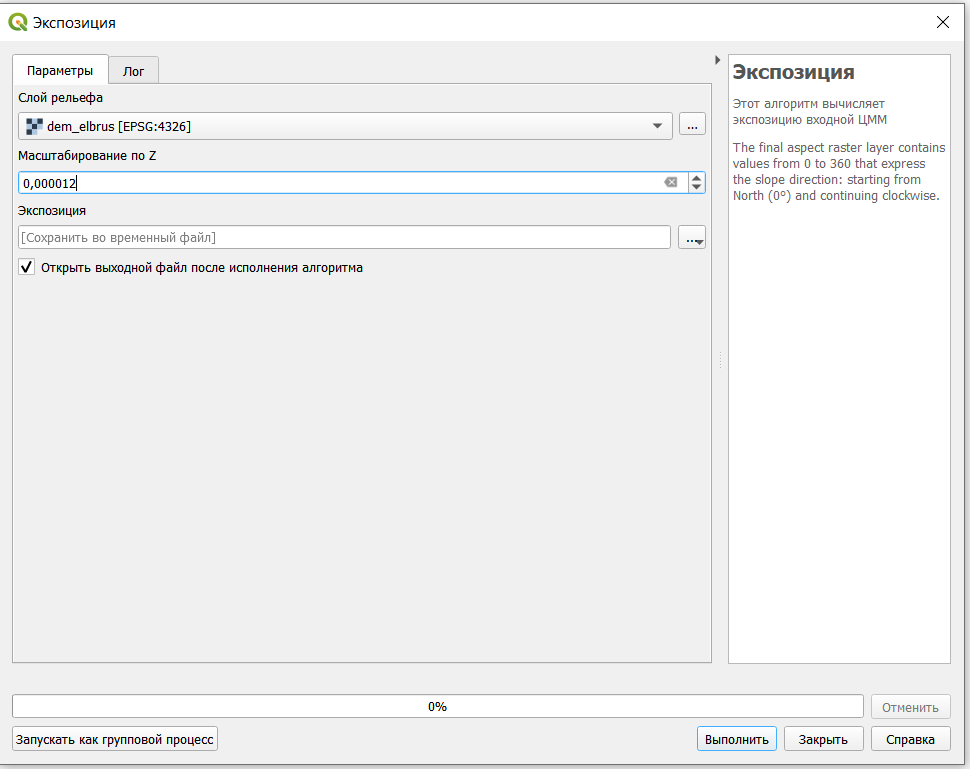 Экспозиция
Параметры
Лог
Слой рельефа
dem_elbrus [EPSG:4326]
...
Масштабирование по Z
0,000012
Экспозиция
[Сохранить во временный файл]
...
Открыть выходной файл после исполнения алгоритма
Экспозиция
Этот алгоритм вычисляет
экспозицию входной ЦММ
The final aspect raster layer contains
values from 0 to 360 that express
the slope direction: starting from
North (0º) and continuing clockwise.
0%
Отменить
Запускать как групповой процесс
Выполнить
Закрыть
Справка